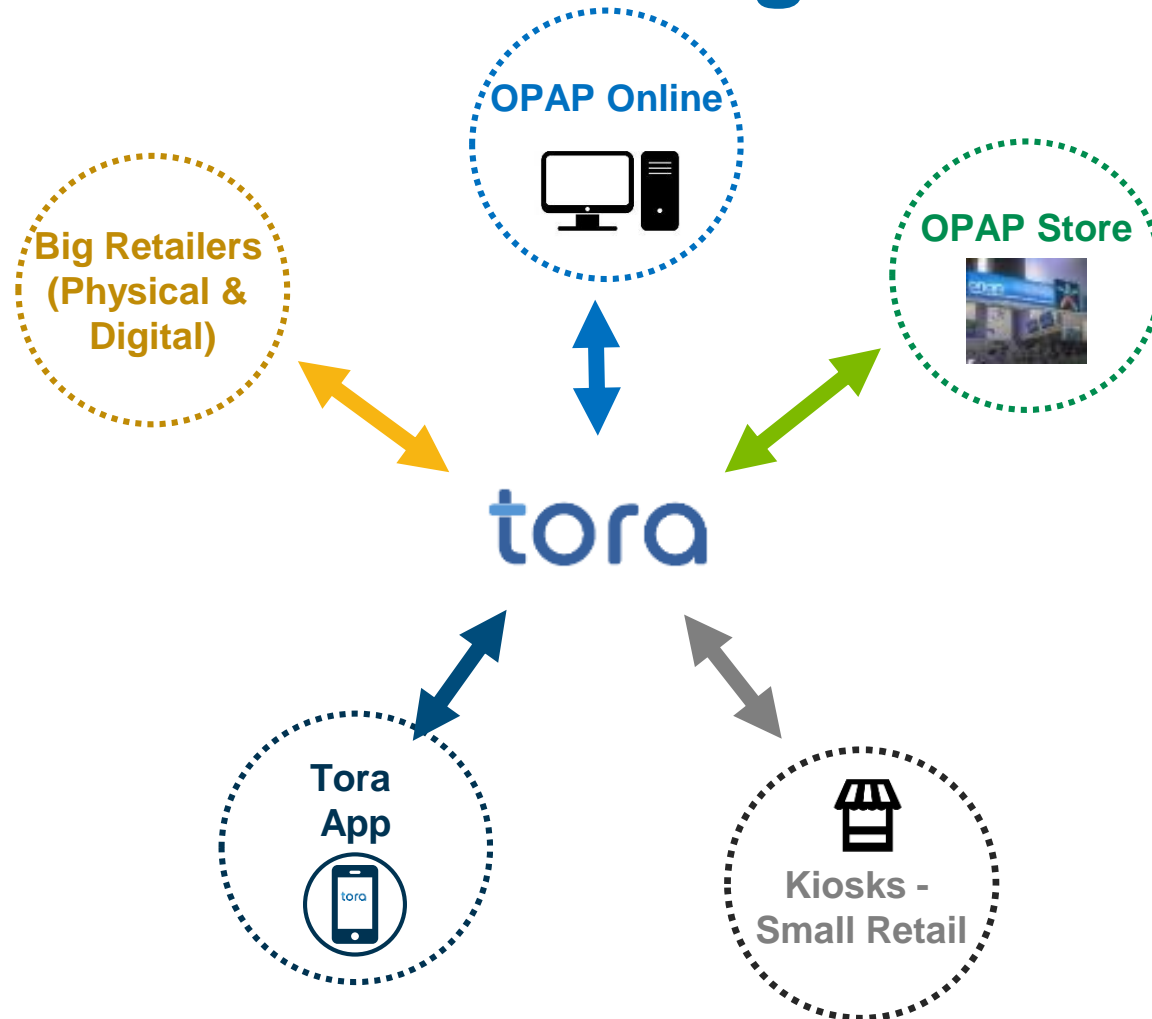 OPAP Online
OPAP Store
Big Retailers
(Physical &
Digital)
tora
Tora
App
tora
Kiosks -
Small Retail